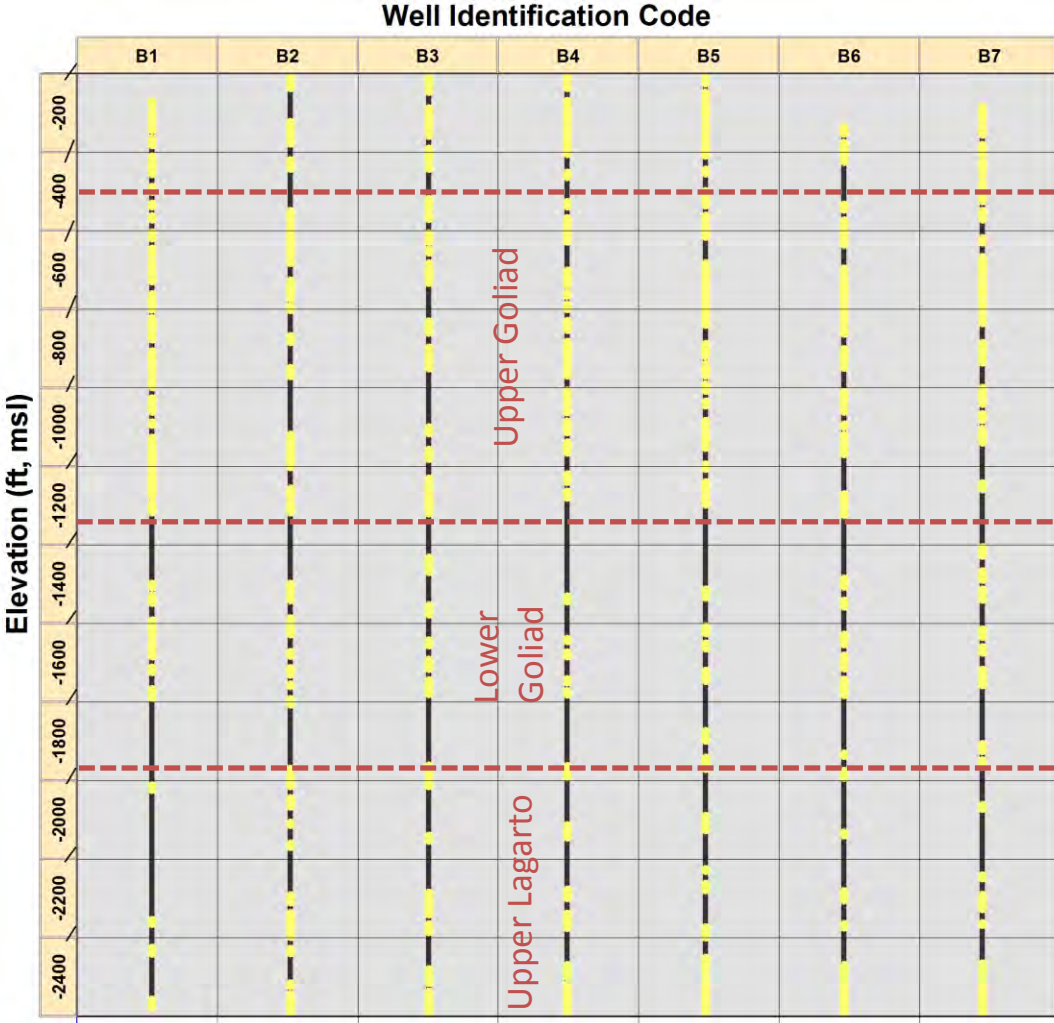 Well Identification Code
B1 B2 B3 B4 B5 B6 B7
Elevation (ft, msl)
-200
-400
-600
-800
-1000
-1200
-1400
-1600
-1800
-2000
-2200
-2400
Upper Goliad
Lower
Goliad
Upper Lagarto